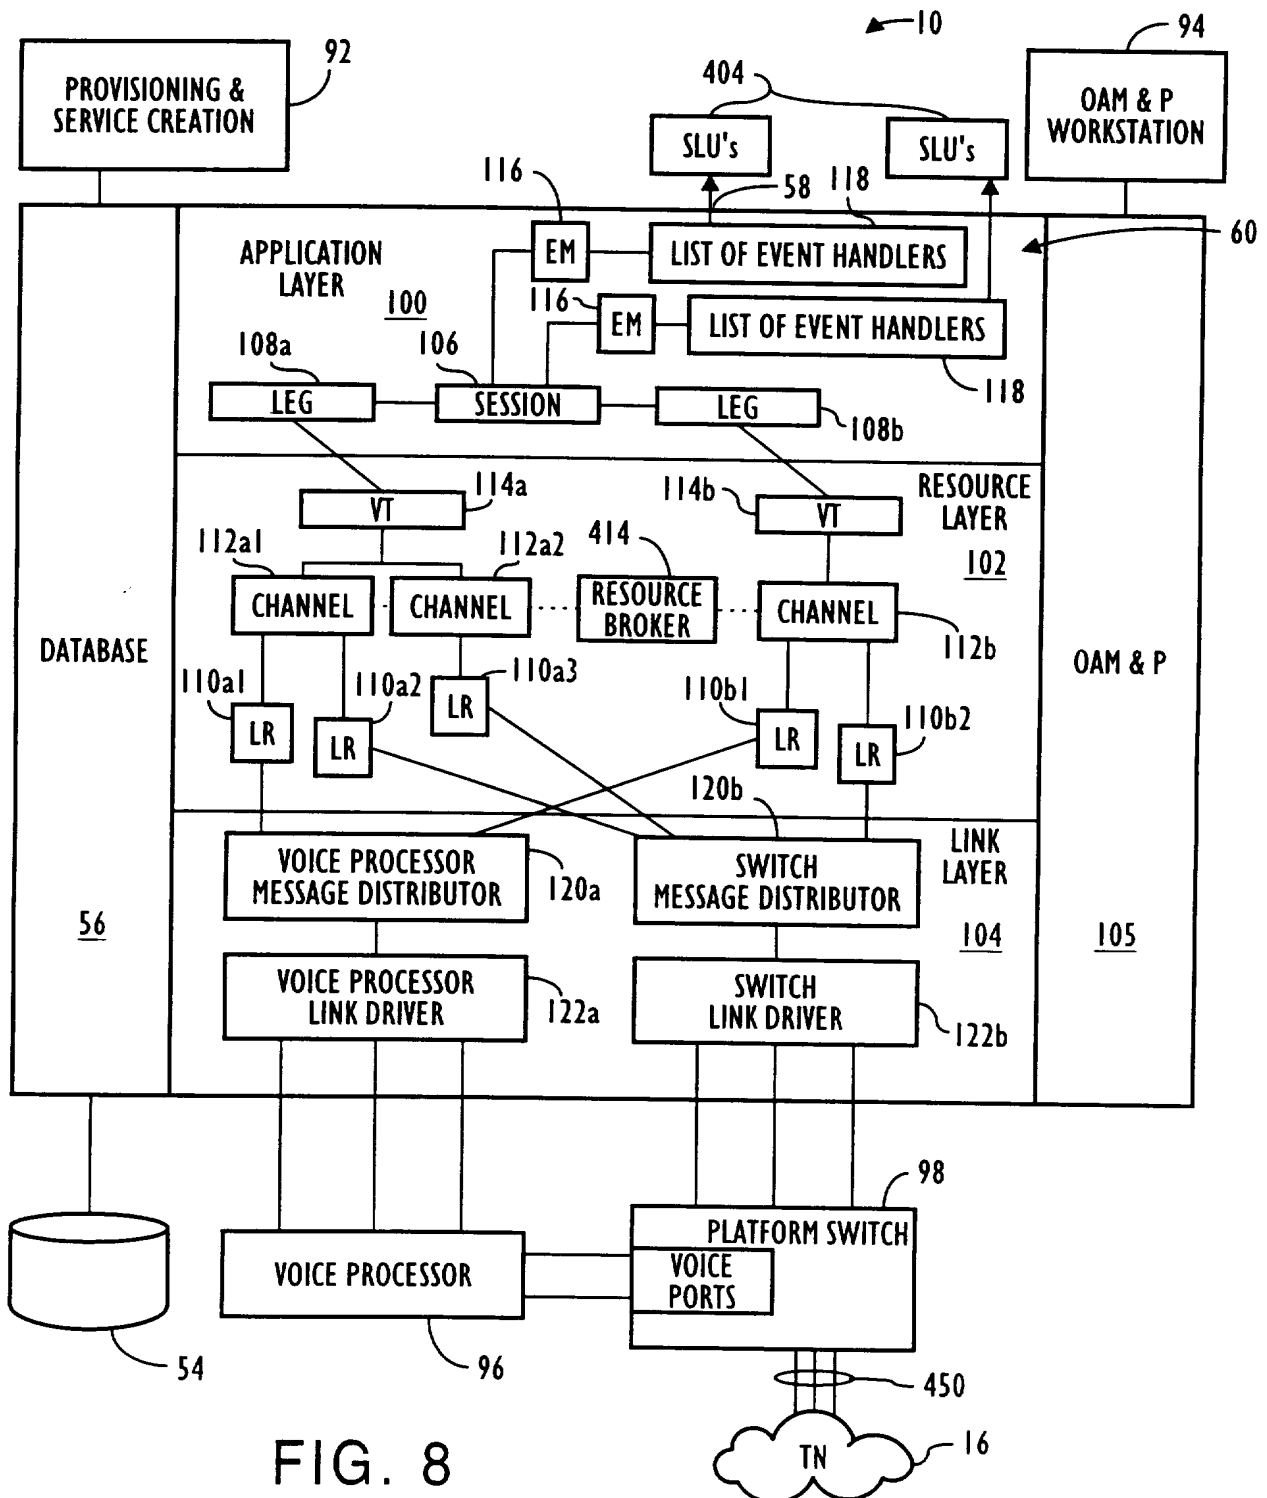 10
92
94
PROVISIONING &
SERVICE CREATION
404
OAM & P
WORKSTATION
SLU's
SLU's
116
58
118
60
APPLICATION
LAYER
100
EM
LIST OF EVENT HANDLERS
116
EM
LIST OF EVENT HANDLERS
118
108a
106
LEG
SESSION
LEG
108b
114a
114b
RESOURCE
LAYER
102
VT
VT
112a1
112a2
414
CHANNEL
CHANNEL
RESOURCE
BROKER
CHANNEL
112b
DATABASE
OAM & P
110a1
110a2
110a3
110b1
110b2
LR
LR
LR
LR
LR
120b
LINK
LAYER
VOICE PROCESSOR
MESSAGE DISTRIBUTOR
120a
SWITCH
MESSAGE DISTRIBUTOR
56
104
105
VOICE PROCESSOR
LINK DRIVER
122a
SWITCH
LINK DRIVER
122b
98
PLATFORM SWITCH
VOICE PROCESSOR
VOICE
PORTS
54
96
450
TN
16
FIG. 8